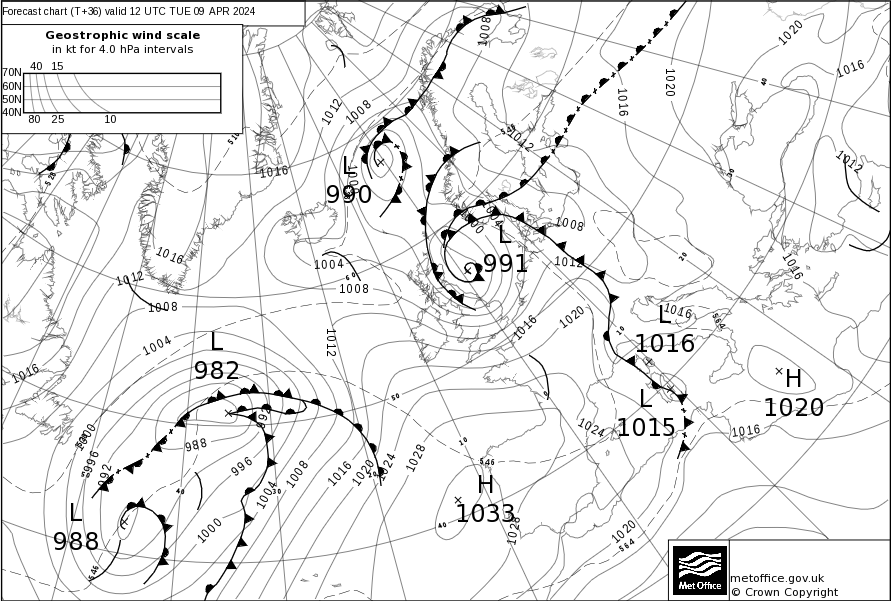 Forecast chart (T+36) valid 12 UTC TUE 09 APR 2024
Geostrophic wind scale
in kt for 4.0 hPa intervals
40 15
70N
60N
50N
40N
80 25 10
1008
1020
1016
1020
1016
1012
1008
1012
1012
1016
L
990
1008
L
991
1004
1008
1012
1016
1016
1012
1008
1004
1012
1016
1020
1016
L
1016
L
982
1016
H
1020
L
1015
1016
1024
1000
996
992
988
996
1004
1008
1016
1020
1024
1028
H
1033
1028
1020
564
546
L
988
1000
546
metoffice.gov.uk
© Crown Copyright
Met Office